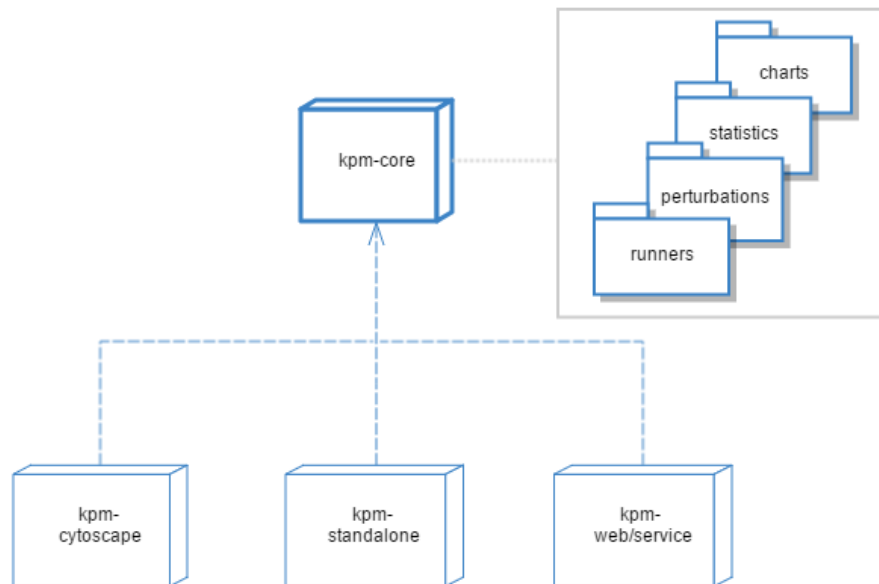 charts
statistics
kpm-core
perturbations
runners
kpm-
cytoscape
kpm-
standalone
kpm-
web/service